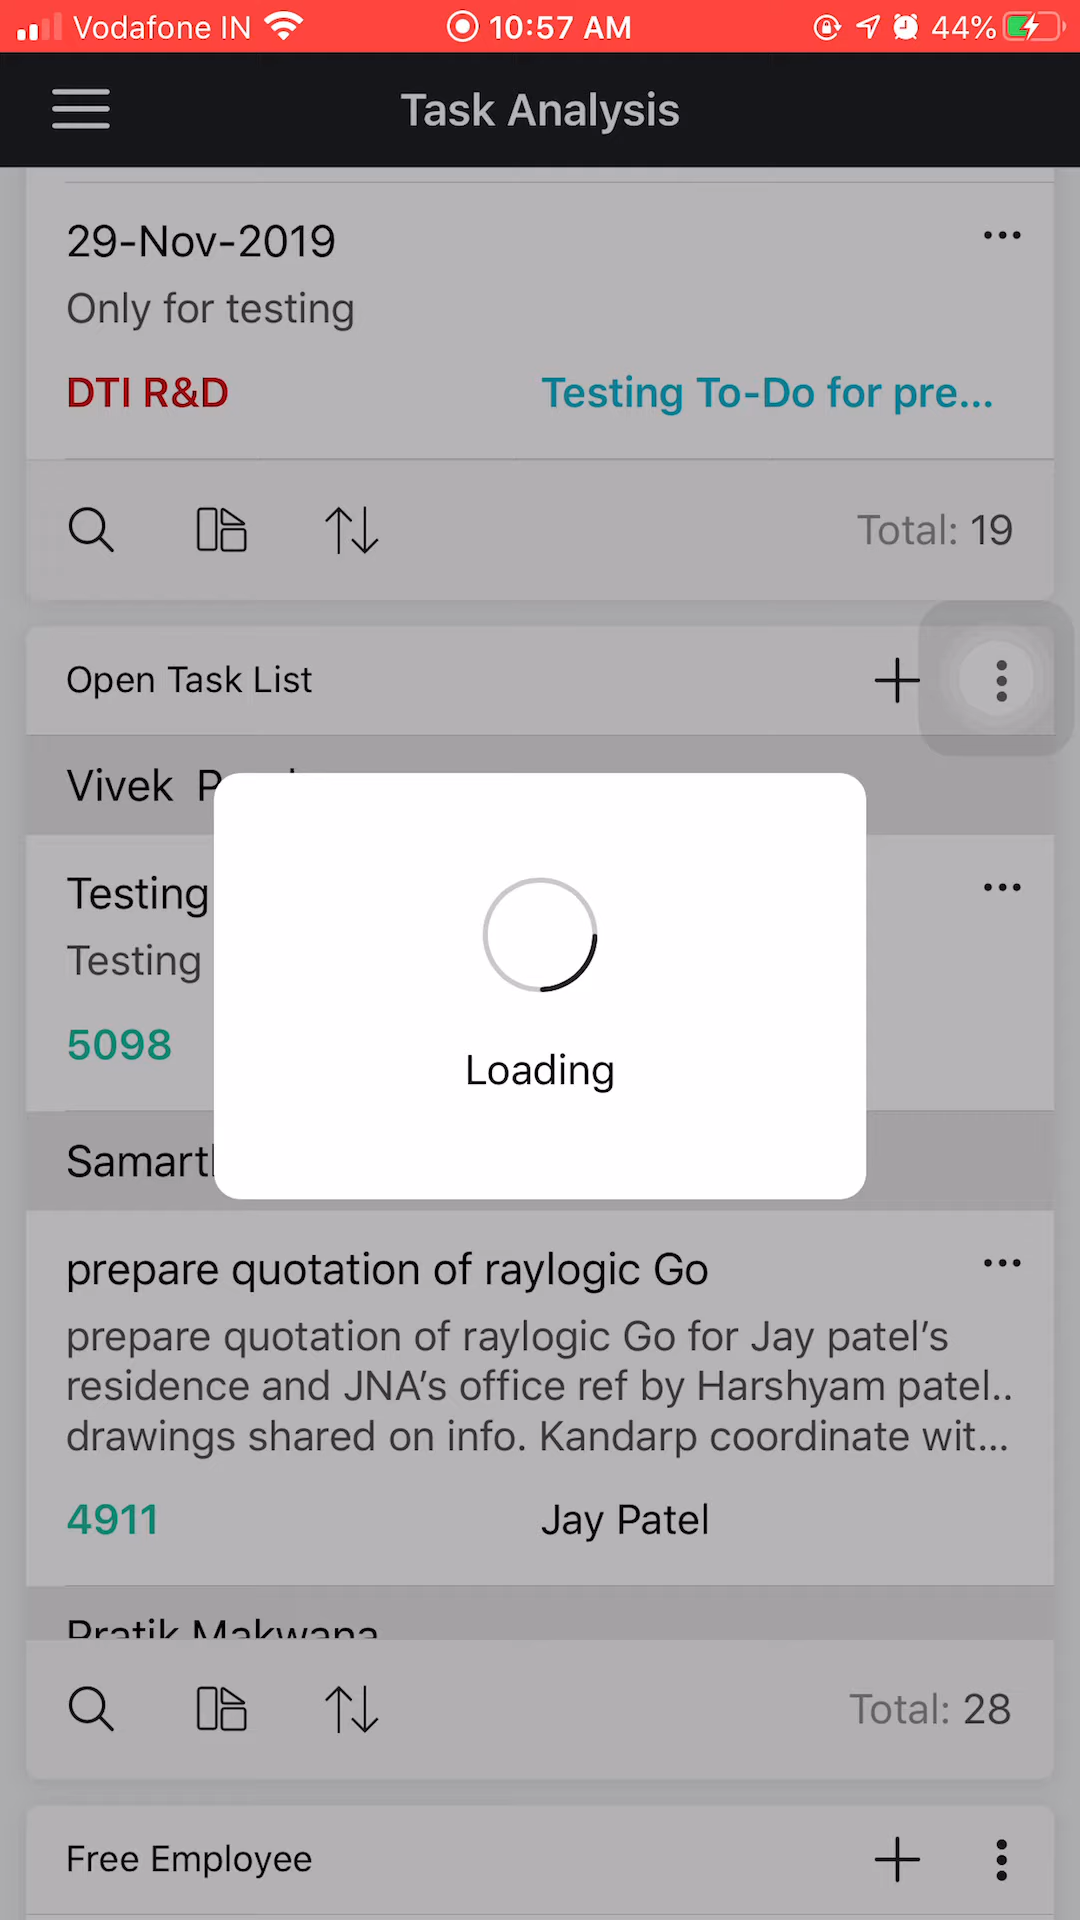 Vodafone IN
10:57 AM
44%
Task Analysis
29-Nov-2019
Only for testing
DTI R&D
Testing To-Do for pre...
Total: 19
Open Task List
Vivek
Testing
Testing
5098
Loading
prepare quotation of raylogic Go
prepare quotation of raylogic Go for Jay patel's
residence and JNA's office ref by Harshyam patel..
drawings shared on info. Kandarp coordinate wit...
4911
Jay Patel
Pratik Makwana
Total: 28
Free Employee